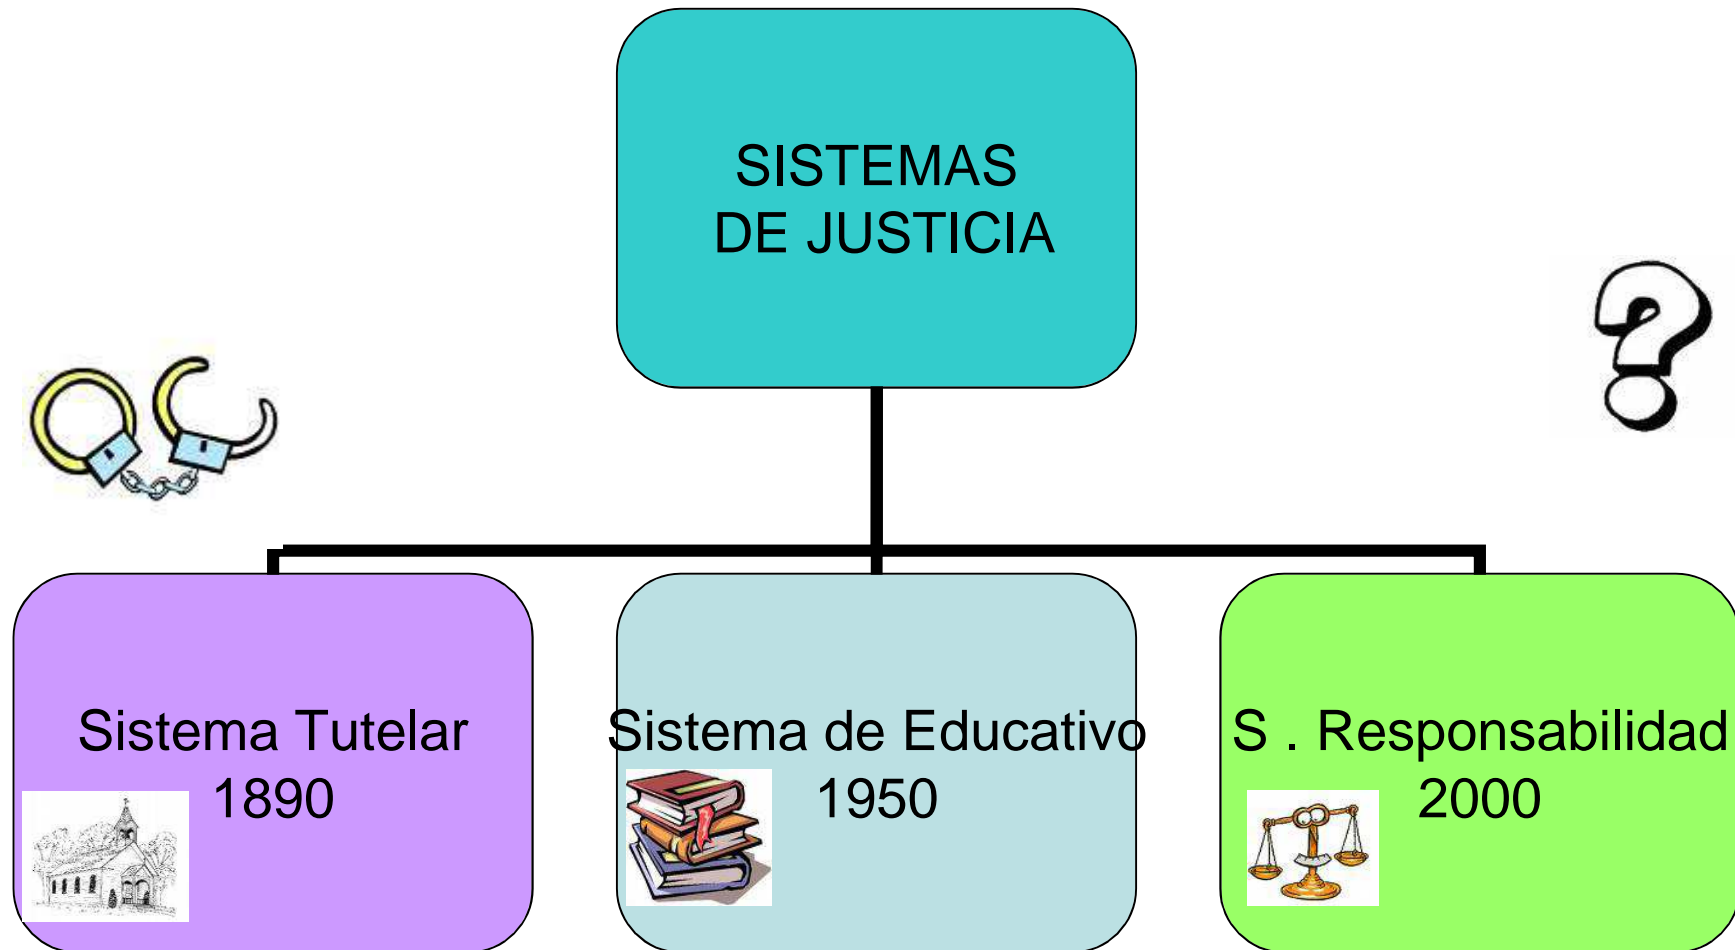 SISTEMAS
DE JUSTICIA
Sistema Tutelar
1890
Sistema de Educativo
1950
S . Responsabilidad
2000